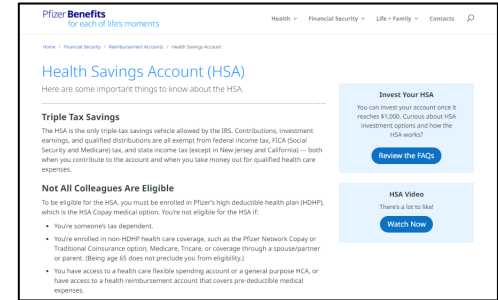 Pfizer Benefits
for each of life's moments
Health
Financial Security
Life + Family
Contacts
Home / Financial Security / Reimbursement Accounts / Health Savings Account
Health Savings Account (HSA)
Here are some important things to know about the HSA.
Triple Tax Savings
The HSA is the only triple-tax savings vehicle allowed by the IRS. Contributions, investment
earnings, and qualified distributions are all exempt from federal income tax, FICA (Social
Security and Medicare) tax, and state income tax (except in New Jersey and California) — both
when you contribute to the account and when you take money out for qualified health care
expenses.
Not All Colleagues Are Eligible
To be eligible for the HSA, you must be enrolled in Pfizer's high deductible health plan (HDHP),
which is the HSA Copay medical option. You're not eligible for the HSA if:
• You're someone's tax dependent.
• You're enrolled in non-HDHP health care coverage, such as the Pfizer Network Copay or
Traditional Coinsurance option, Medicare, Tricare, or coverage through a spouse/partner
or parent. (Being age 65 does not preclude you from eligibility.)
• You have access to a health care flexible spending account or a general purpose HCA, or
have access to a health reimbursement account that covers pre-deductible medical
expenses.
Invest Your HSA
You can invest your account once it
reaches $1,000. Curious about HSA
investment options and how the
HSA works?
Review the FAQs
HSA Video
There's a lot to like!
Watch Now